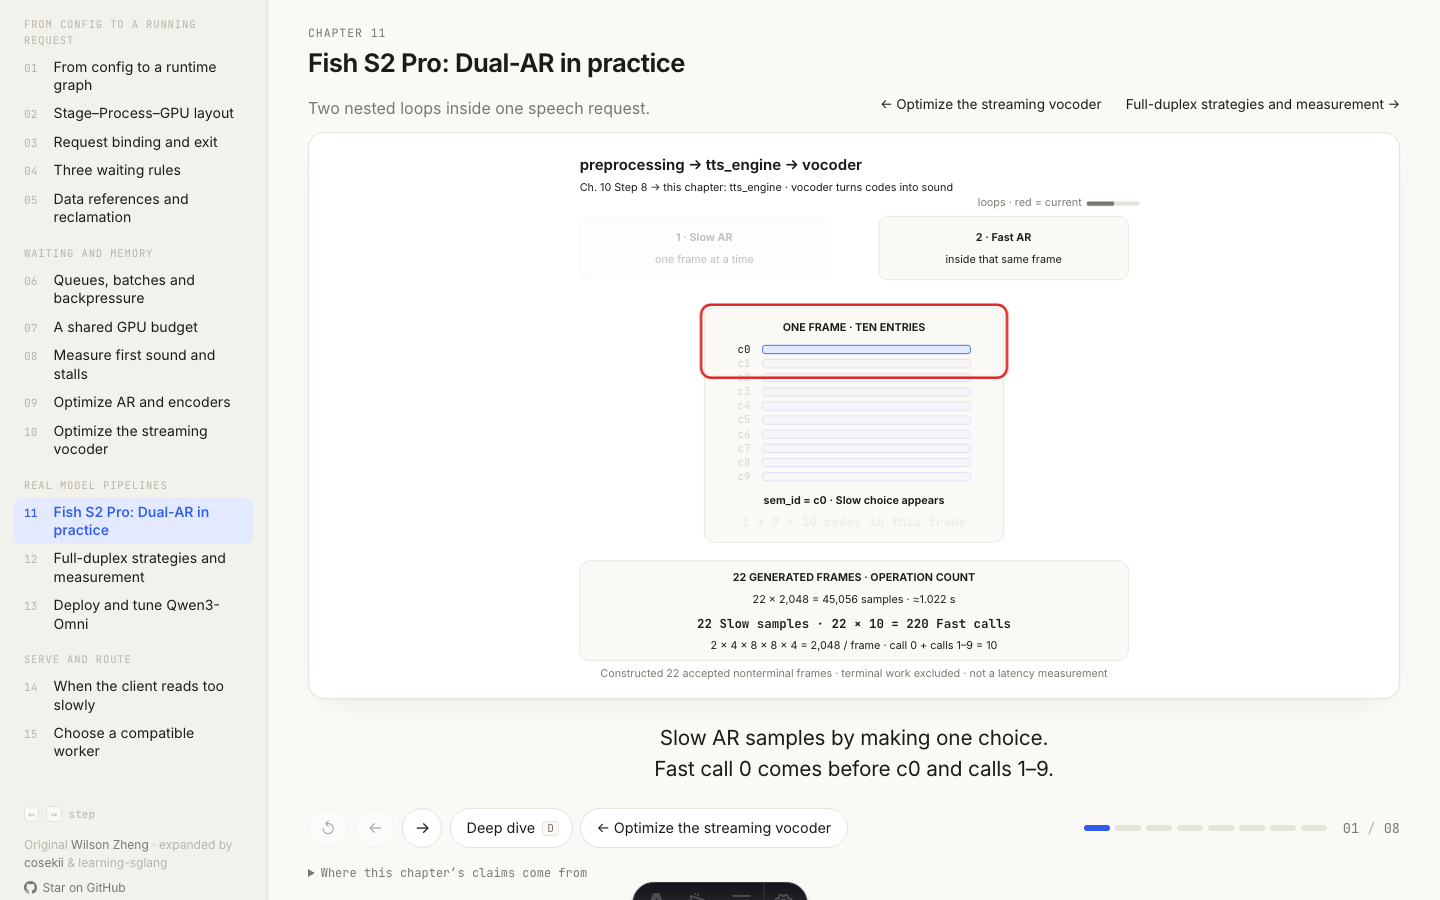 FROM CONFIG TO A RUNNING
REQUEST
01 From config to a runtime
graph
02 Stage–Process–GPU layout
03 Request binding and exit
04 Three waiting rules
05 Data references and
reclamation
WAITING AND MEMORY
06 Queues, batches and
backpressure
07 A shared GPU budget
08 Measure first sound and
stalls
09 Optimize AR and encoders
10 Optimize the streaming
vocoder
REAL MODEL PIPELINES
11 Fish S2 Pro: Dual-AR in
practice
12 Full-duplex strategies and
measurement
13 Deploy and tune Qwen3-
Omni
SERVE AND ROUTE
14 When the client reads too
slowly
15 Choose a compatible
worker
← → step
Original Wilson Zheng · expanded by
cosekii & learning-sglang
Star on GitHub
CHAPTER 11
Fish S2 Pro: Dual-AR in practice
Two nested loops inside one speech request.
← Optimize the streaming vocoder
Full-duplex strategies and measurement →
preprocessing → tts_engine → vocoder
Ch. 10 Step 8 → this chapter: tts_engine · vocoder turns codes into sound
loops · red = current
1 · Slow AR
one frame at a time
2 · Fast AR
inside that same frame
ONE FRAME · TEN ENTRIES
c0
c1
c2
c3
c4
c5
c6
c7
c8
c9
sem_id = c0 · Slow choice appears
1 + 9 = 10 codes in this frame
22 GENERATED FRAMES · OPERATION COUNT
22 × 2,048 = 45,056 samples · ≈1.022 s
22 Slow samples · 22 × 10 = 220 Fast calls
2 × 4 × 8 × 8 × 4 = 2,048 / frame · call 0 + calls 1–9 = 10
Constructed 22 accepted nonterminal frames · terminal work excluded · not a latency measurement
Slow AR samples by making one choice.
Fast call 0 comes before c0 and calls 1–9.
← → Deep dive D ← Optimize the streaming vocoder
01 / 08
▶ Where this chapter's claims come from